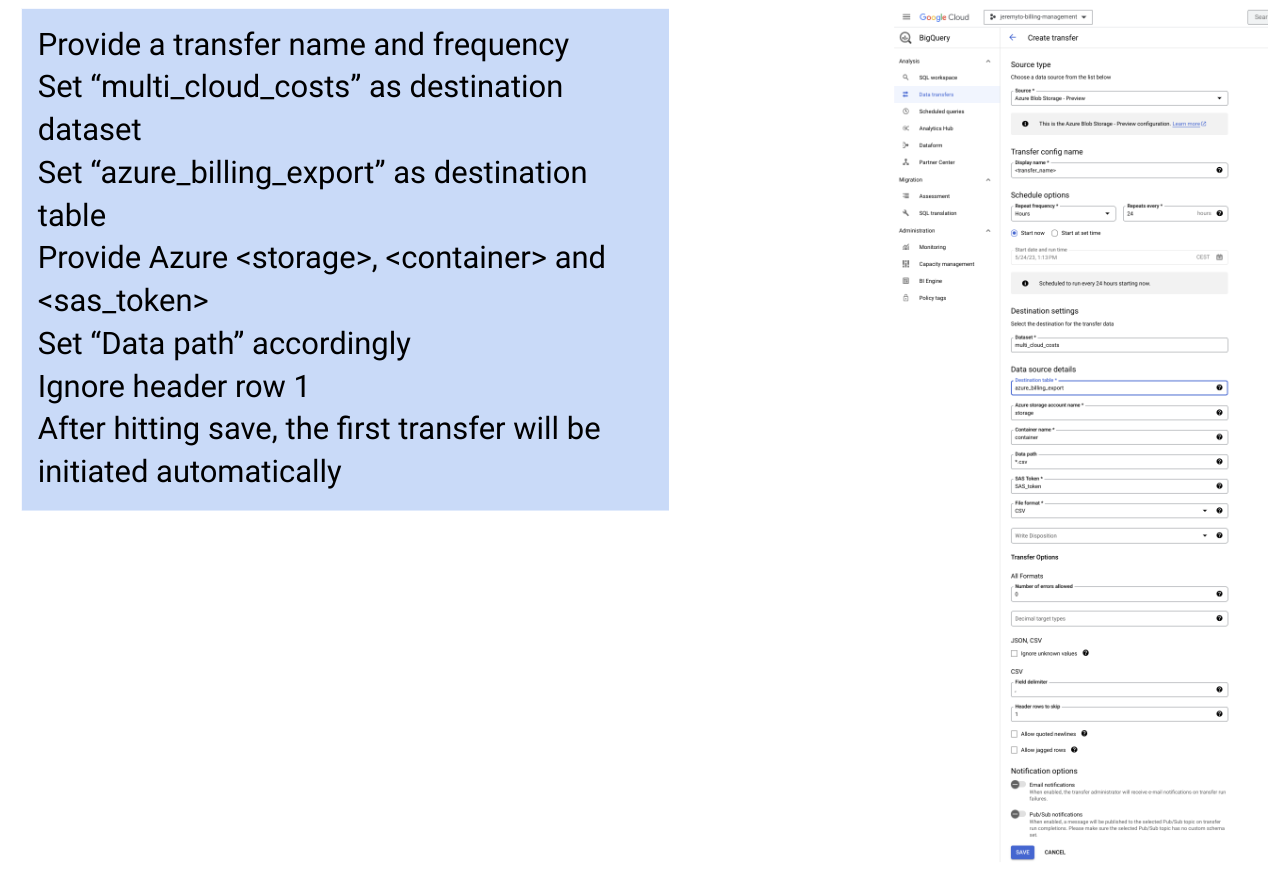 Provide a transfer name and frequency
Set “multi_cloud_costs” as destination
dataset
Set “azure_billing_export” as destination
table
Provide Azure <storage>, <container> and
<sas_token>
Set “Data path” accordingly
Ignore header row 1
After hitting save, the first transfer will be
initiated automatically
Google Cloud
jeremyto-billing-management
Sear
BigQuery
Create transfer
Analysis
SQL workspace
Data transfers
Scheduled queries
Analytics Hub
Dataform
Partner Center
Migration
Assessment
SQL translation
Administration
Monitoring
Capacity management
BI Engine
Policy tags
Source type
Choose a data source from the list below
Source *
Azure Blob Storage - Preview
This is the Azure Blob Storage - Preview configuration. Learn more
Transfer config name
Display name *
<transfer_name>
Schedule options
Repeat frequency * Repeats every *
Hours 24 hours
Start now Start at set time
Start date and run time
5/24/23, 1:13 PM CEST
Scheduled to run every 24 hours starting now.
Destination settings
Select the destination for the transfer data
Dataset *
multi_cloud_costs
Data source details
Destination table *
azure_billing_export
Azure storage account name *
storage
Container name *
container
Data path
*.csv
SAS Token *
SAS_token
File format *
CSV
Write Disposition
Transfer Options
All Formats
Number of errors allowed
0
Decimal target types
JSON, CSV
Ignore unknown values
CSV
Field delimiter
,
Header rows to skip
1
Allow quoted newlines
Allow jagged rows
Notification options
Email notifications
When enabled, the transfer administrator will receive e-mail notifications on transfer run
failures.
Pub/Sub notifications
When enabled, a message will be published to the selected Pub/Sub topic on transfer
run completions. Please make sure the selected Pub/Sub topic has no custom schema
set.
SAVE CANCEL